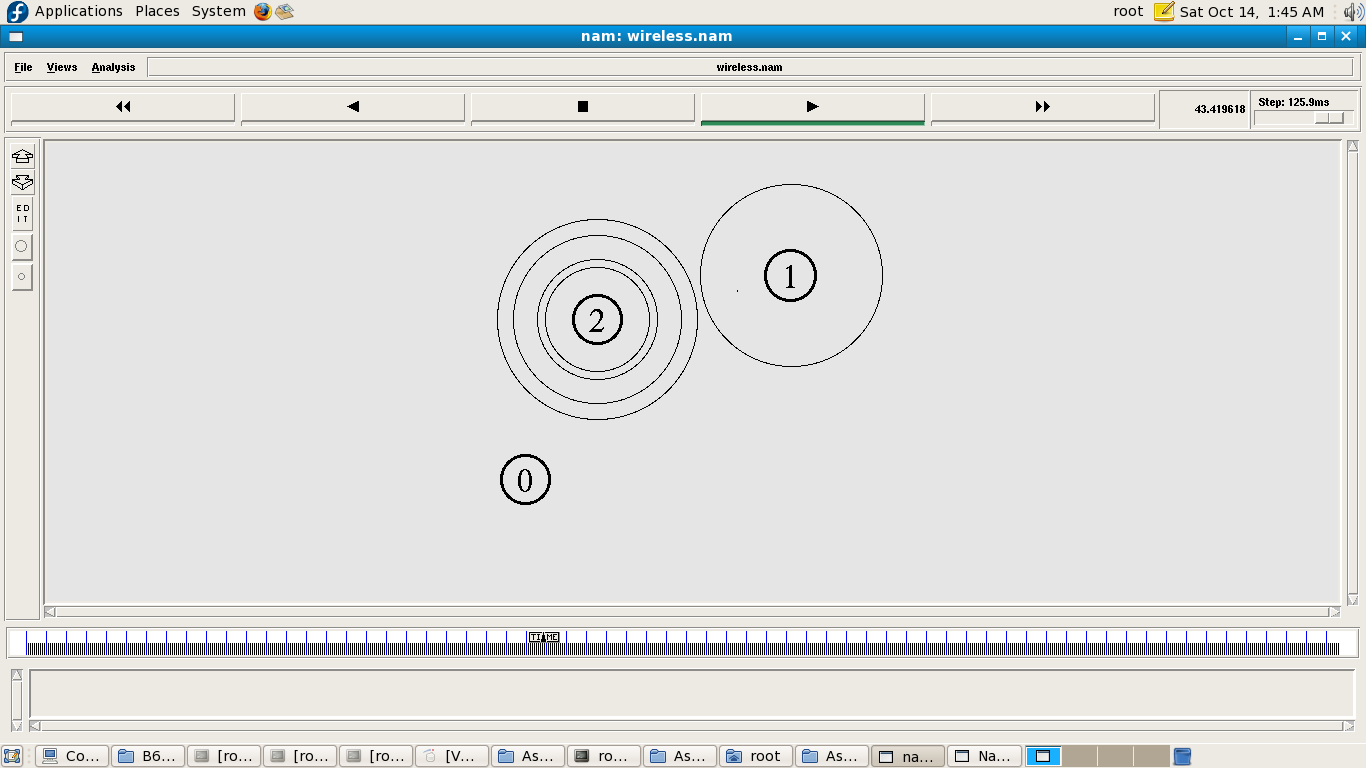 Applications Places System root Sat Oct 14, 1:45 AM
nam: wireless.nam
File Views Analysis wireless.nam
43.419618 Step: 125.9ms
ED
IT
1
2
0
TIME
Co... B6... [ro... [ro... [ro... [V... As... ro... As... root As... na... Na...